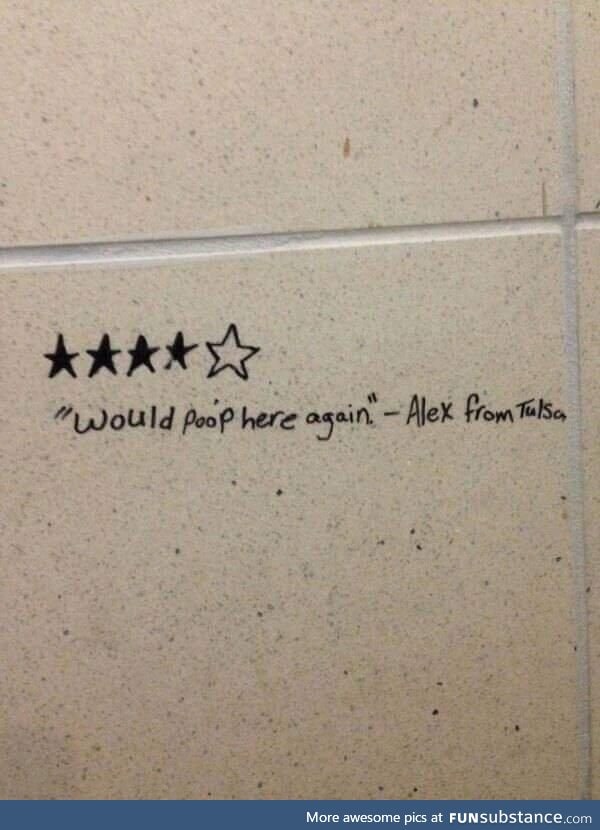 ★★★★☆
"Would poop here again." - Alex from Tulsa
More awesome pics at FUNsubstance.com